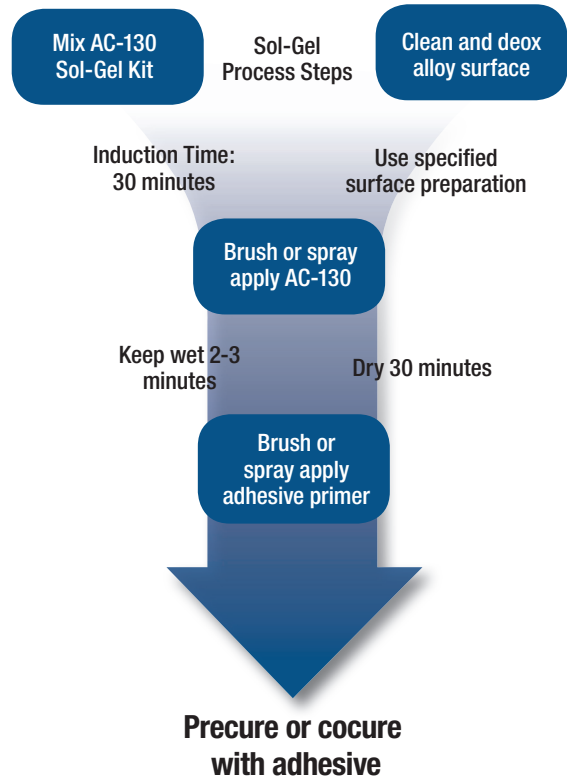 Mix AC-130
Sol-Gel Kit
Sol-Gel
Process Steps
Clean and deox
alloy surface
Induction Time:
30 minutes
Use specified
surface preparation
Brush or spray
apply AC-130
Keep wet 2-3
minutes
Dry 30 minutes
Brush or
spray apply
adhesive primer
Precure or cocure
with adhesive